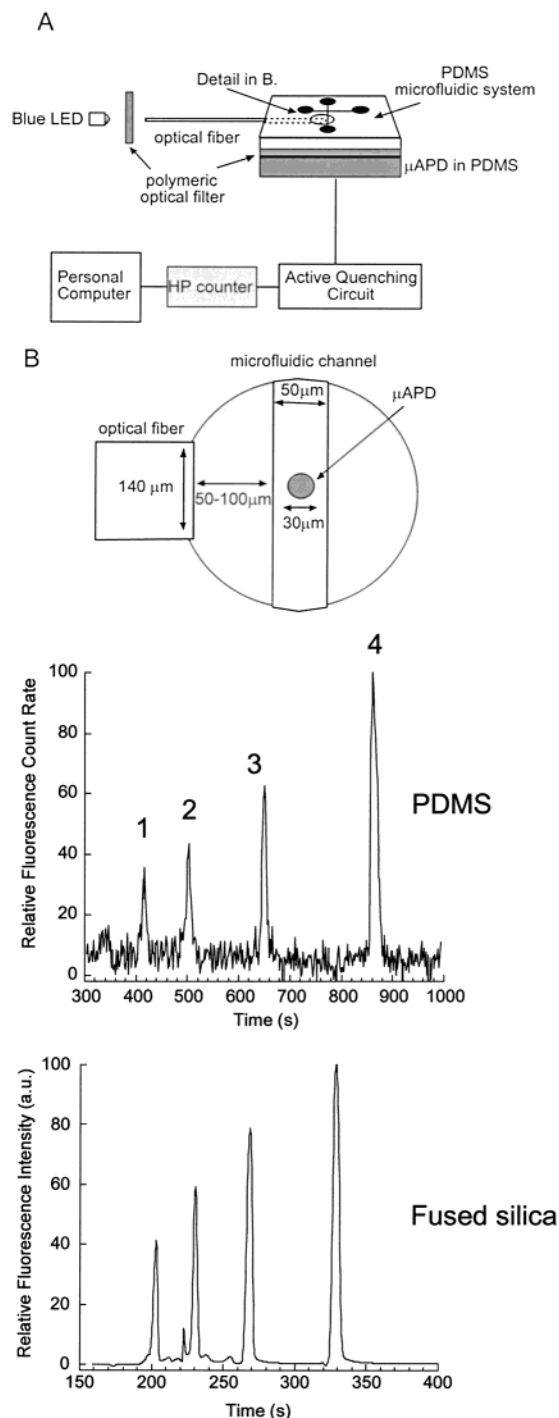 A
Detail in B.
PDMS
microfluidic system
Blue LED
optical fiber
polymeric
optical filter
μAPD in PDMS
Personal
Computer
HP counter
Active Quenching
Circuit
B
microfluidic channel
50μm
μAPD
optical fiber
140 μm
50-100μm
30μm
Relative Fluorescence Count Rate
100
80
60
40
20
0
1
2
3
4
PDMS
300 400 500 600 700 800 900 1000
Time (s)
Relative Fluorescence Intensity (a.u.)
100
80
60
40
20
0
Fused silica
150 200 250 300 350 400
Time (s)